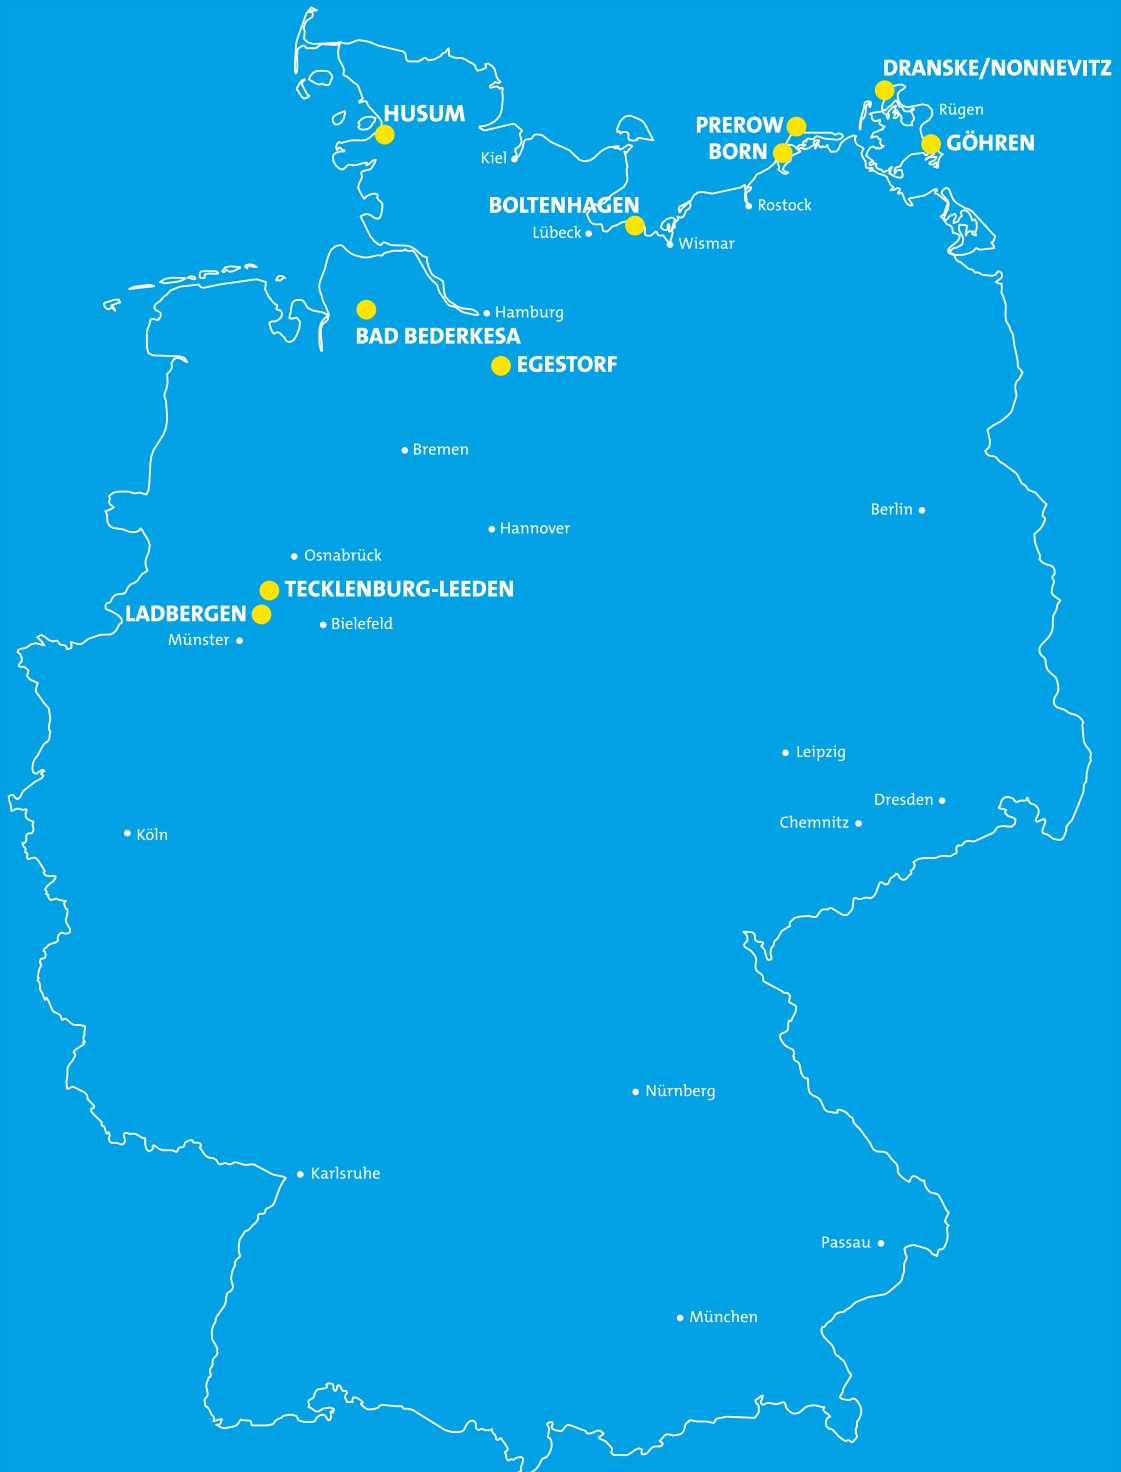 DRANSKE/NONNEVITZ
Rügen
HUSUM
PREROW
GÖHREN
BORN
Kiel
BOLTENHAGEN
Rostock
Lübeck
Wismar
Hamburg
BAD BEDERKESA
EGESTORF
Bremen
Berlin
Hannover
Osnabrück
TECKLENBURG-LEEDEN
LADBERGEN
Bielefeld
Münster
Leipzig
Dresden
Chemnitz
Köln
Nürnberg
Karlsruhe
Passau
München